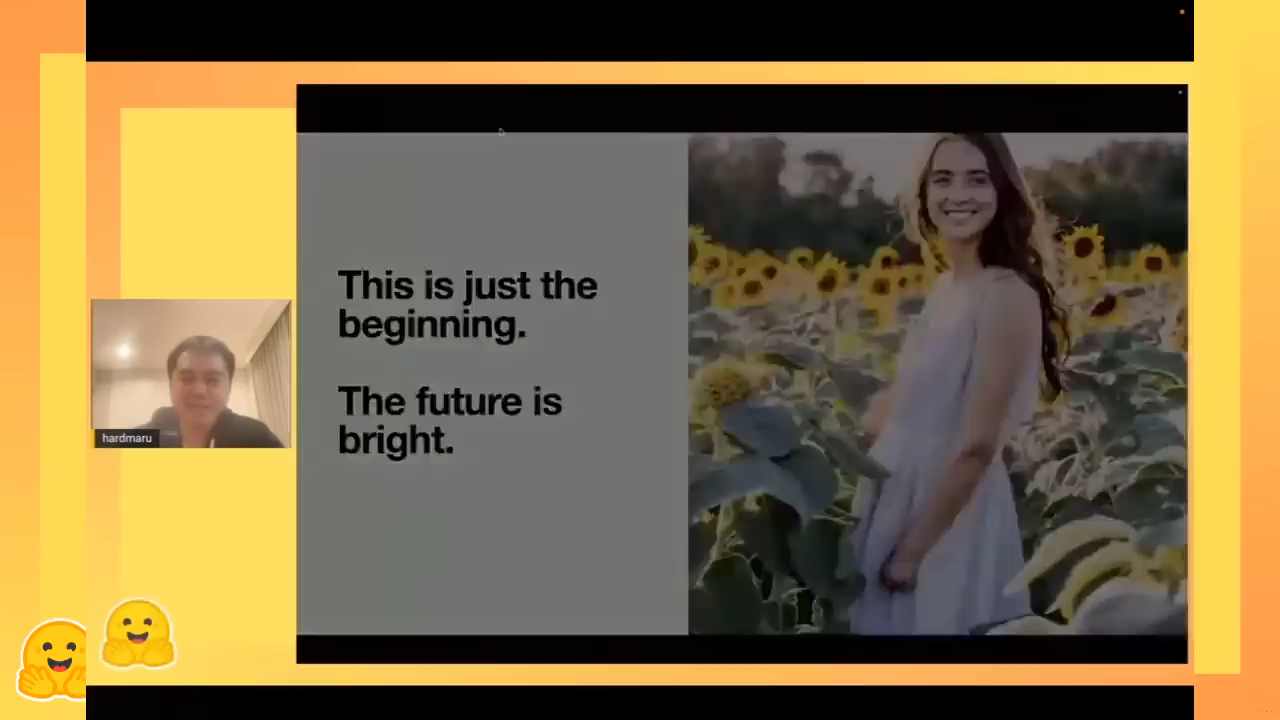 This is just the
beginning.
The future is
bright.
hardmaru